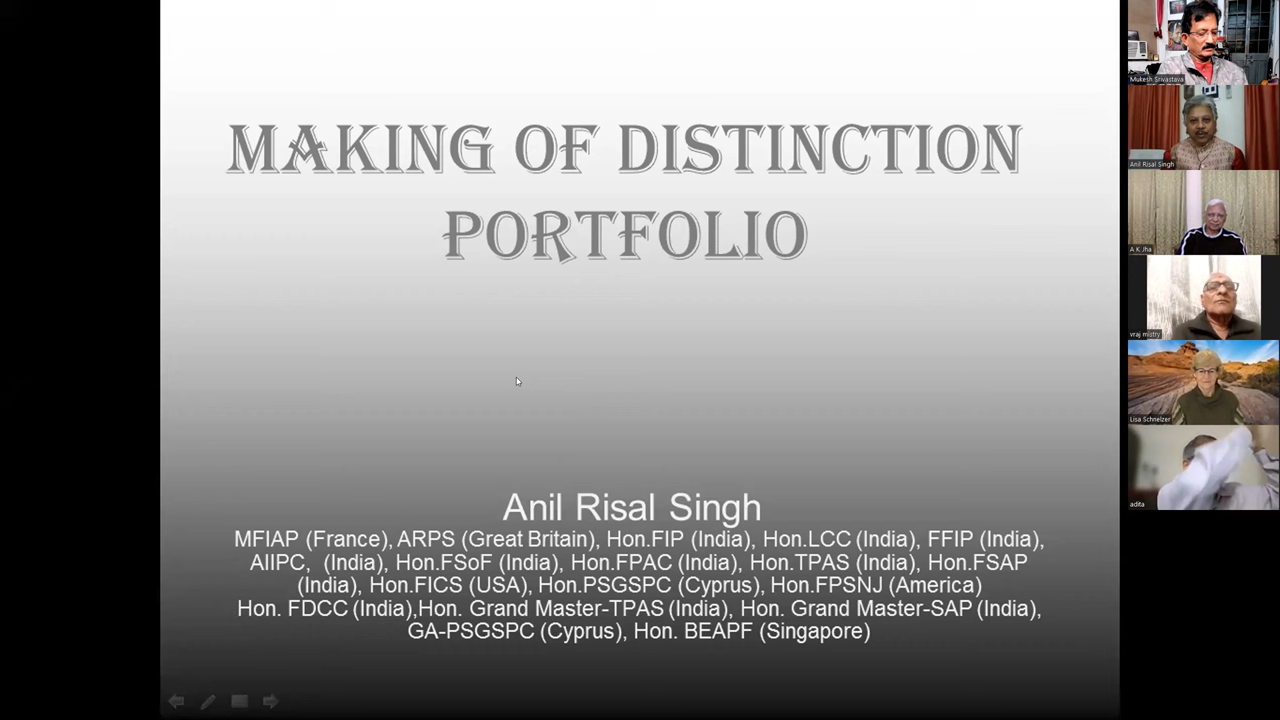 MAKING OF DISTINCTION
PORTFOLIO
Anil Risal Singh
MFIAP (France), ARPS (Great Britain), Hon.FIP (India), Hon.LCC (India), FFIP (India),
AIIPC,  (India), Hon.FSoF (India), Hon.FPAC (India), Hon.TPAS (India), Hon.FSAP
(India), Hon.FICS (USA), Hon.PSGSPC (Cyprus), Hon.FPSNJ (America)
Hon. FDCC (India),Hon. Grand Master-TPAS (India), Hon. Grand Master-SAP (India),
GA-PSGSPC (Cyprus), Hon. BEAPF (Singapore)
Mukesh Srivastava
Anil Risal Singh
A K Jha
vraj mistry
Lisa Schnelzer
adita